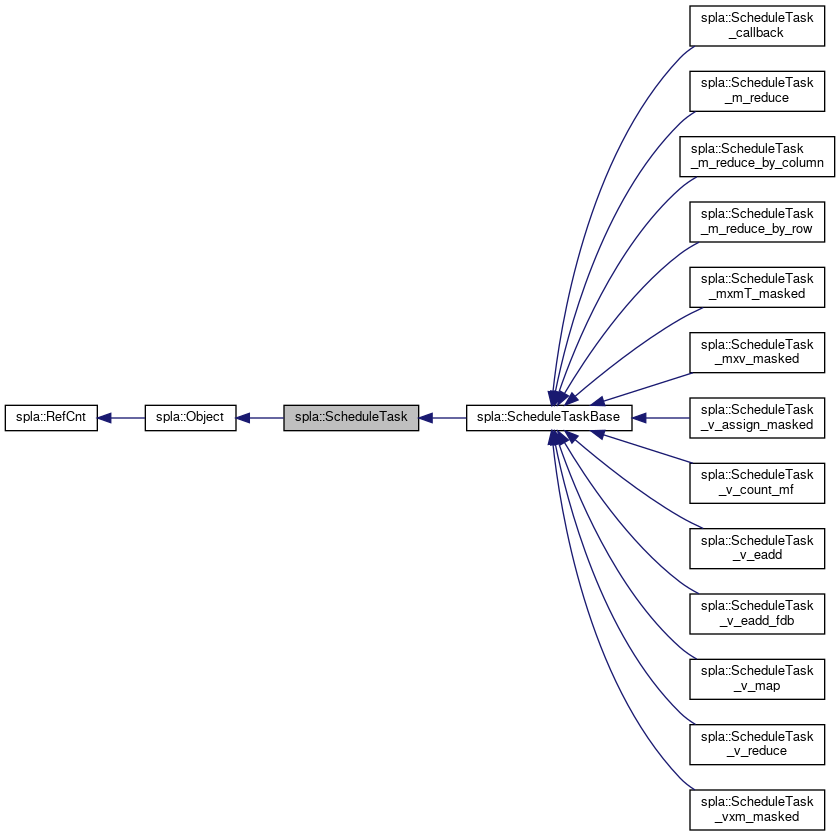 spla::RefCnt
spla::Object
spla::ScheduleTask
spla::ScheduleTaskBase
spla::ScheduleTask
_callback
spla::ScheduleTask
_m_reduce
spla::ScheduleTask
_m_reduce_by_column
spla::ScheduleTask
_m_reduce_by_row
spla::ScheduleTask
_mxmT_masked
spla::ScheduleTask
_mxv_masked
spla::ScheduleTask
_v_assign_masked
spla::ScheduleTask
_v_count_mf
spla::ScheduleTask
_v_eadd
spla::ScheduleTask
_v_eadd_fdb
spla::ScheduleTask
_v_map
spla::ScheduleTask
_v_reduce
spla::ScheduleTask
_vxm_masked